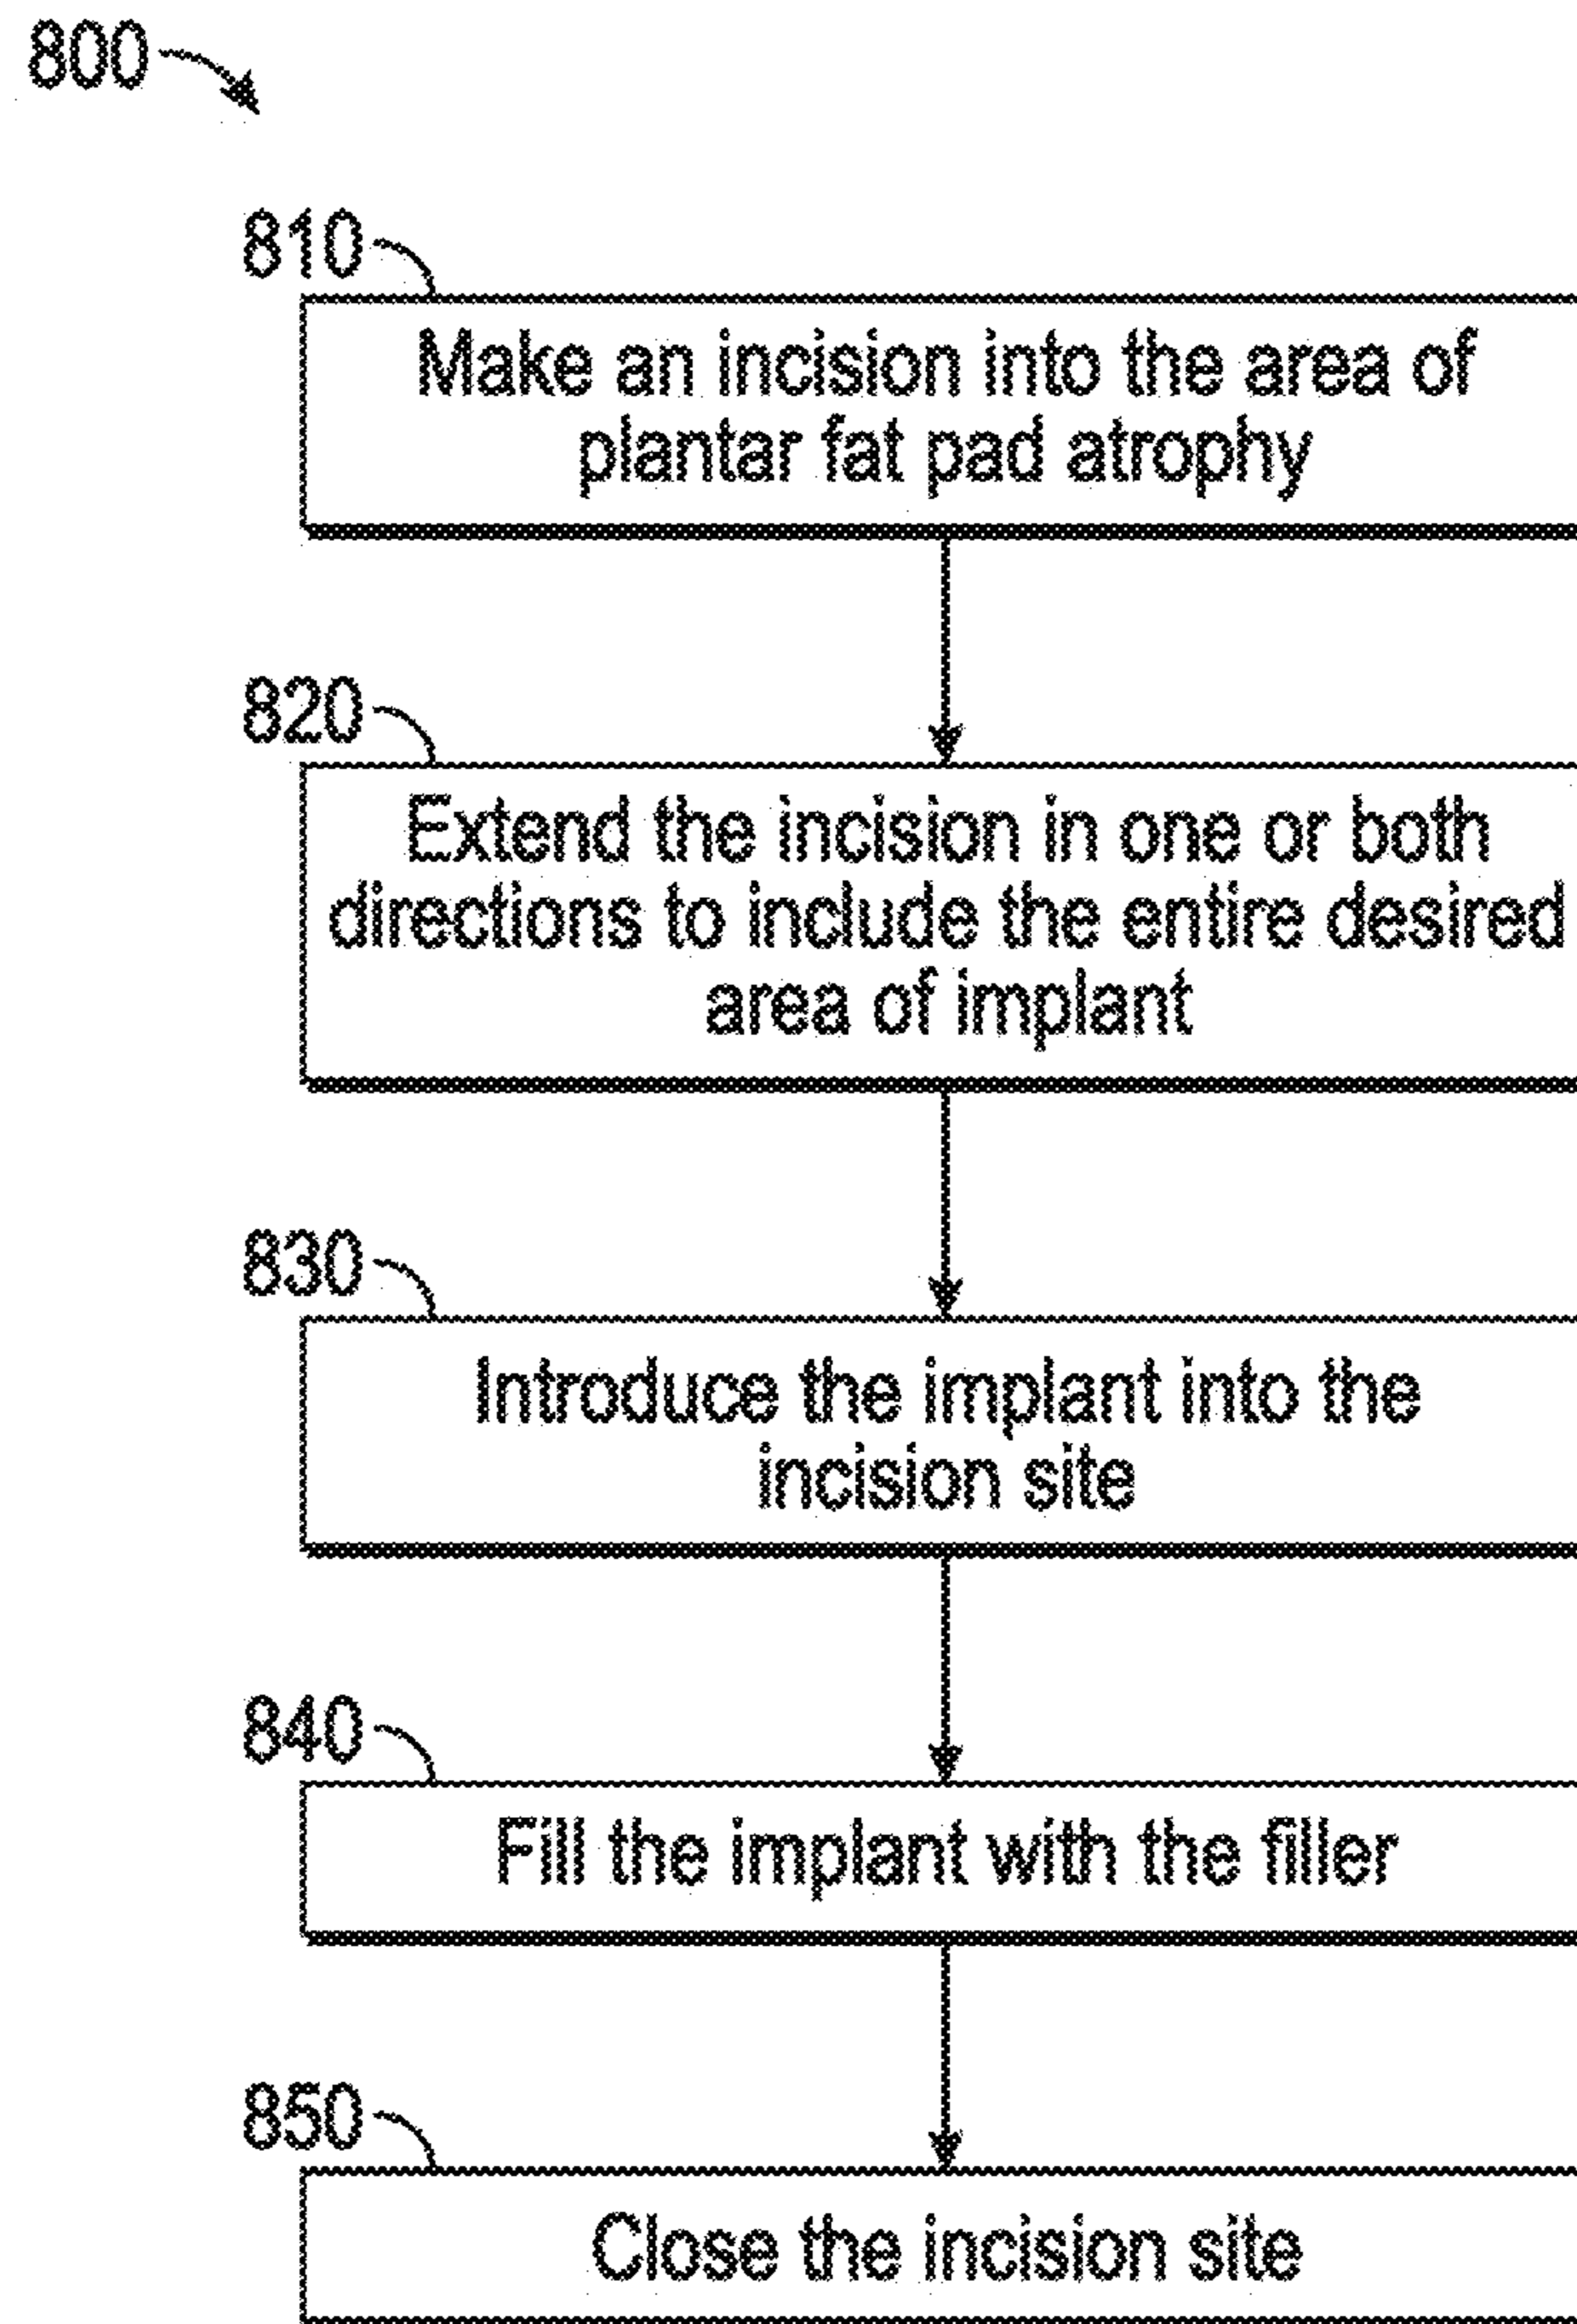 800
810
Make an incision into the area of
plantar fat pad atrophy
820
Extend the incision in one or both
directions to include the entire desired
area of implant
830
Introduce the implant into the
incision site
840
Fill the implant with the filler
850
Close the incision site